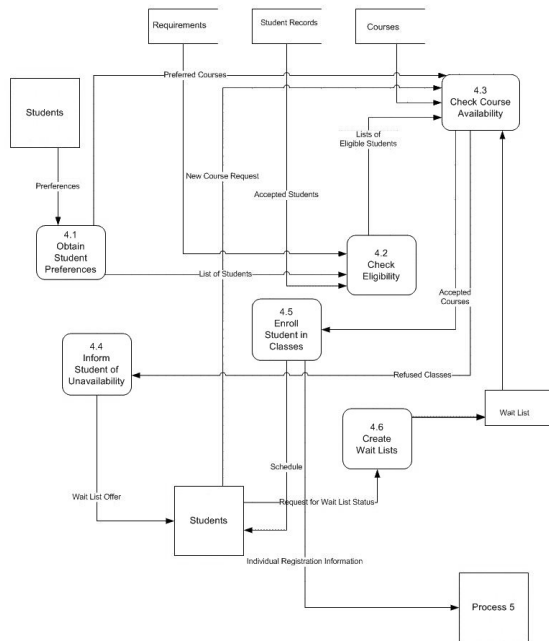 Requirements
Student Records
Courses
Preferred Courses
4.3
Check Course
Availability
Students
Lists of
Eligible Students
Preferences
New Course Request
Accepted Students
4.1
Obtain
Student
Preferences
4.2
Check
Eligibility
List of Students
Accepted
Courses
4.5
Enroll
Student in
Classes
4.4
Inform
Student of
Unavailability
Refused Classes
Wait List
4.6
Create
Wait Lists
Schedule
Wait List Offer
Request for Wait List Status
Students
Individual Registration Information
Process 5